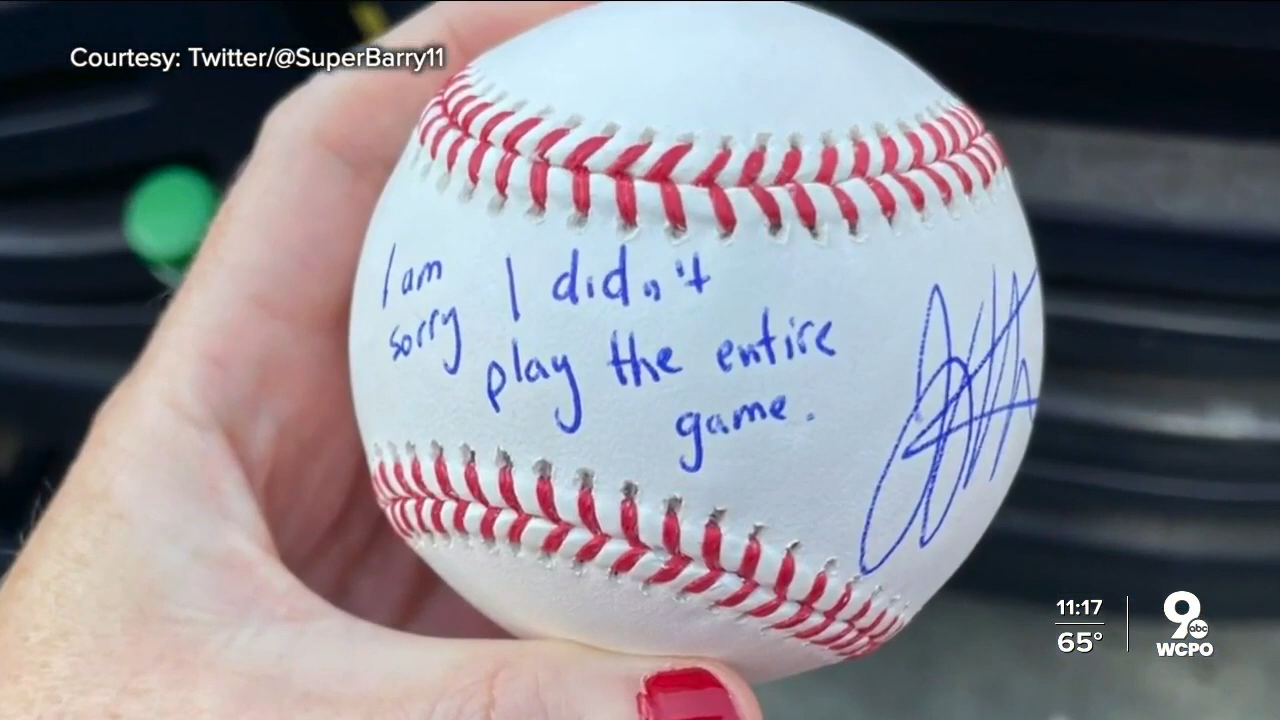 Courtesy: Twitter/@SuperBarry11
I am
sorry
I didn't
play the entire
game.
11:17
65°
9
abc
WCPO